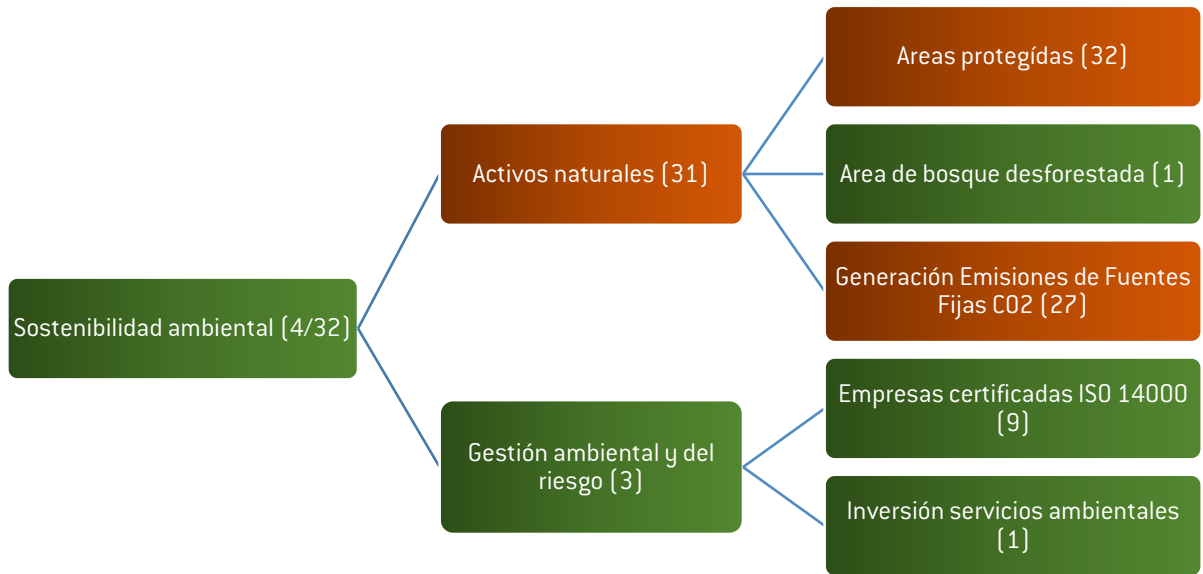 Areas protegídas (32)
Activos naturales (31)
Area de bosque desforestada (1)
Generación Emisiones de Fuentes
Fijas CO2 (27)
Sostenibilidad ambiental (4/32)
Empresas certificadas ISO 14000
(9)
Gestión ambiental y del
riesgo (3)
Inversión servicios ambientales
(1)